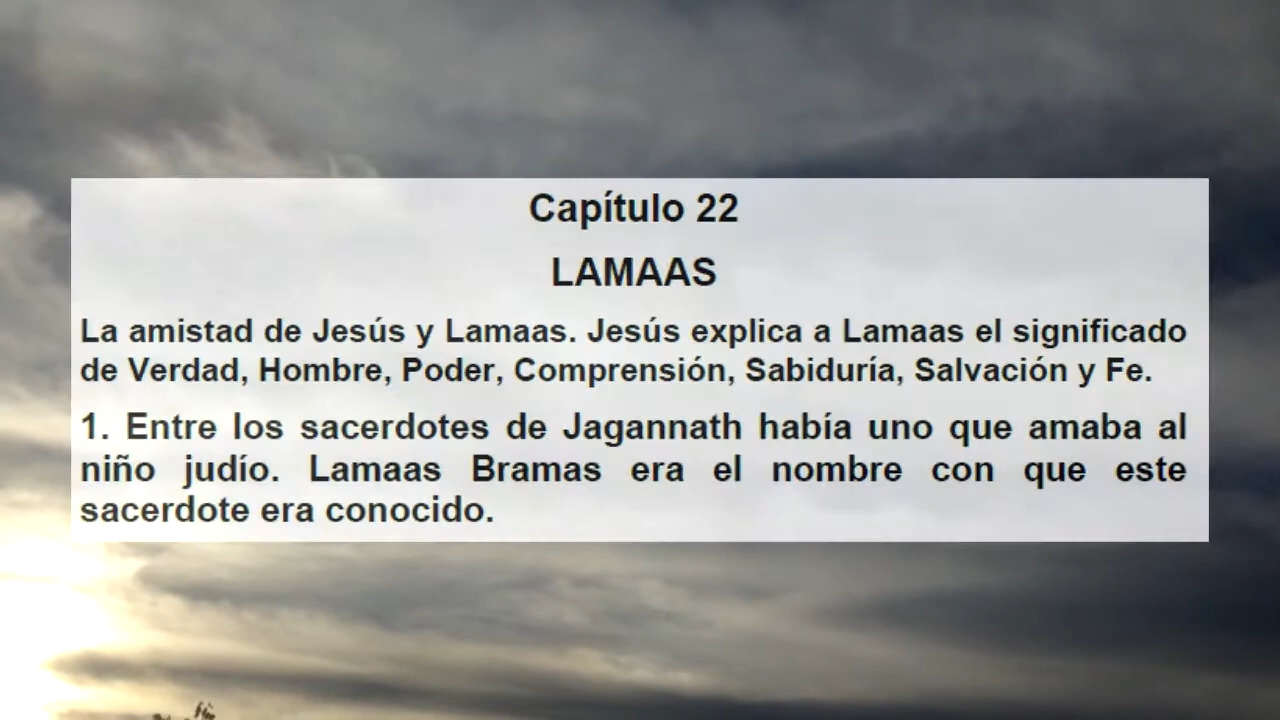 Capítulo 22
LAMAAS
La amistad de Jesús y Lamaas. Jesús explica a Lamaas el significado
de Verdad, Hombre, Poder, Comprensión, Sabiduría, Salvación y Fe.
1. Entre los sacerdotes de Jagannath había uno que amaba al
niño judío. Lamaas Bramas era el nombre con que este
sacerdote era conocido.